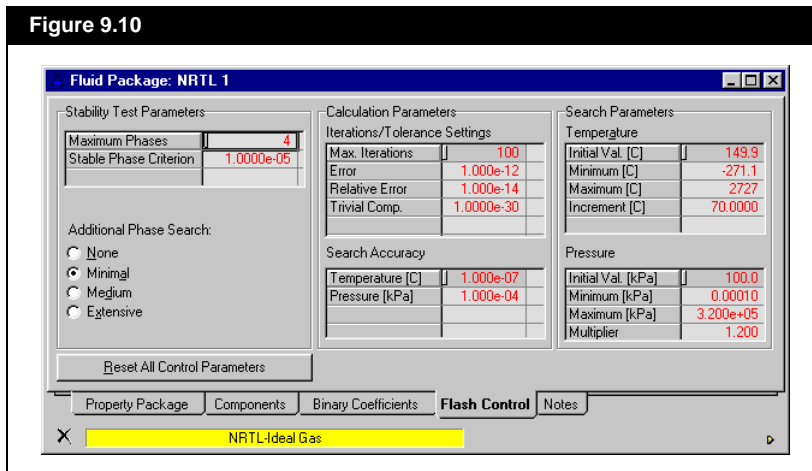 Figure 9.10
Fluid Package: NRTL 1
Stability Test Parameters
Maximum Phases 4
Stable Phase Criterion 1.0000e-05
Additional Phase Search:
None
Minimal
Medium
Extensive
Reset All Control Parameters
Calculation Parameters
Iterations/Tolerance Settings
Max. Iterations 100
Error 1.000e-12
Relative Error 1.000e-14
Trivial Comp. 1.0000e-30
Search Accuracy
Temperature [C] 1.000e-07
Pressure [kPa] 1.000e-04
Search Parameters
Temperature
Initial Val. [C] 149.9
Minimum [C] -271.1
Maximum [C] 2727
Increment [C] 70.0000
Pressure
Initial Val. [kPa] 100.0
Minimum [kPa] 0.00010
Maximum [kPa] 3.200e+05
Multiplier 1.200
Property Package Components Binary Coefficients Flash Control Notes
NRTL-Ideal Gas